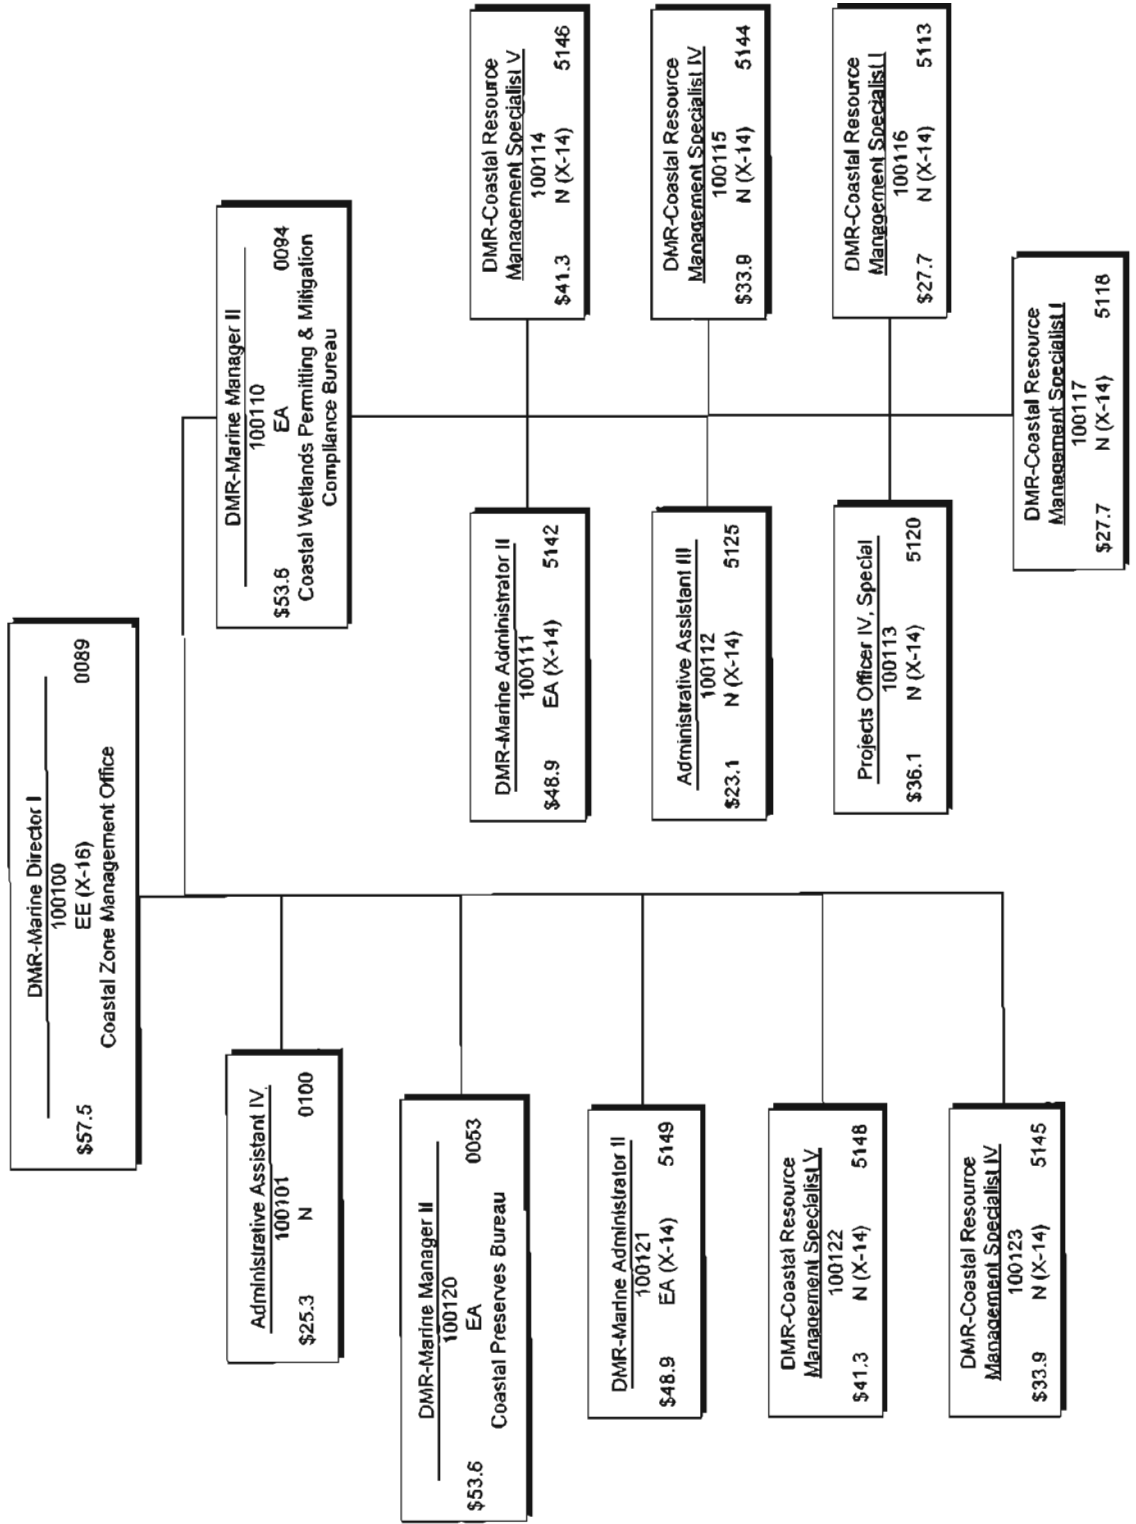 DMR-Marine Director I
100100
EE (X-16)
$57.5 0089
Coastal Zone Management Office
Administrative Assistant IV
100101
$25.3 N 0100
DMR-Marine Manager II
100110
$53.6 EA 0094
Coastal Wetlands Permitting & Mitigation
Compliance Bureau
DMR-Marine Manager II
100120
$53.6 EA 0053
Coastal Preserves Bureau
DMR-Marine Administrator II
100121
$48.9 EA (X-14) 5149
DMR-Coastal Resource
Management Specialist V
100122
$41.3 N (X-14) 5148
DMR-Coastal Resource
Management Specialist IV
100123
$33.9 N (X-14) 5145
DMR-Marine Administrator II
100111
$48.9 EA (X-14) 5142
DMR-Coastal Resource
Management Specialist V
100114
$41.3 N (X-14) 5146
Administrative Assistant III
100112
$23.1 N (X-14) 5125
DMR-Coastal Resource
Management Specialist IV
100115
$33.9 N (X-14) 5144
Projects Officer IV, Special
100113
$36.1 N (X-14) 5120
DMR-Coastal Resource
Management Specialist I
100116
$27.7 N (X-14) 5113
DMR-Coastal Resource
Management Specialist I
100117
$27.7 N (X-14) 5118